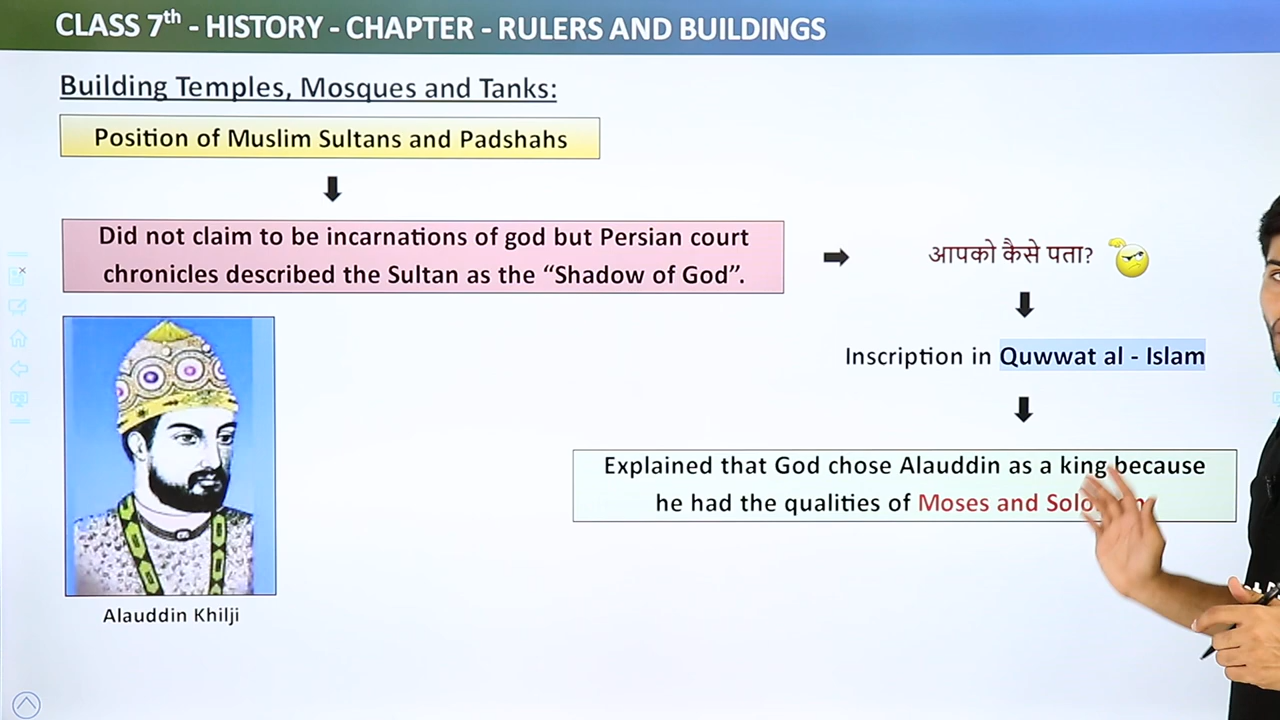 CLASS 7th - HISTORY - CHAPTER - RULERS AND BUILDINGS
Building Temples, Mosques and Tanks:
Position of Muslim Sultans and Padshahs
Did not claim to be incarnations of god but Persian court
chronicles described the Sultan as the “Shadow of God”.
आपको कैसे पता?
Inscription in Quwwat al - Islam
Explained that God chose Alauddin as a king because
he had the qualities of Moses and
Alauddin Khilji